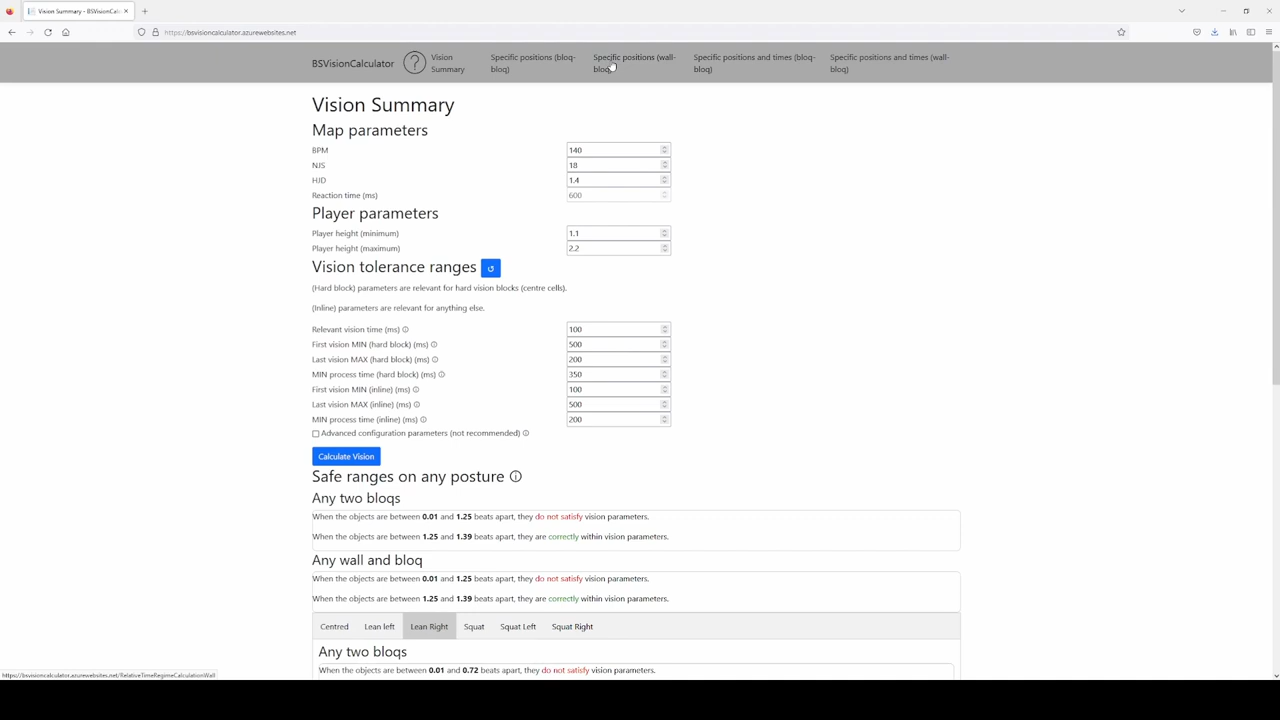 Vision Summary - BSVisionCalc
https://bsvisioncalculator.azurewebsites.net
BSVisionCalculator
Vision Summary
Specific positions (bloq-bloq)
Specific positions (wall-bloq)
Specific positions and times (bloq-bloq)
Specific positions and times (wall-bloq)
Vision Summary
Map parameters
BPM 140
NJS 18
HJD 1.4
Reaction time (ms) 600
Player parameters
Player height (minimum) 1.1
Player height (maximum) 2.2
Vision tolerance ranges
(Hard block) parameters are relevant for hard vision blocks (centre cells).
(Inline) parameters are relevant for anything else.
Relevant vision time (ms) 100
First vision MIN (hard block) (ms) 500
Last vision MAX (hard block) (ms) 200
MIN process time (hard block) (ms) 350
First vision MIN (inline) (ms) 100
Last vision MAX (inline) (ms) 500
MIN process time (inline) (ms) 200
Advanced configuration parameters (not recommended)
Calculate Vision
Safe ranges on any posture
Any two bloqs
When the objects are between 0.01 and 1.25 beats apart, they do not satisfy vision parameters.
When the objects are between 1.25 and 1.39 beats apart, they are correctly within vision parameters.
Any wall and bloq
When the objects are between 0.01 and 1.25 beats apart, they do not satisfy vision parameters.
When the objects are between 1.25 and 1.39 beats apart, they are correctly within vision parameters.
Centred Lean left Lean Right Squat Squat Left Squat Right
Any two bloqs
When the objects are between 0.01 and 0.72 beats apart, they do not satisfy vision parameters.
https://bsvisioncalculator.azurewebsites.net/RelativeTimeRegimeCalculationWall